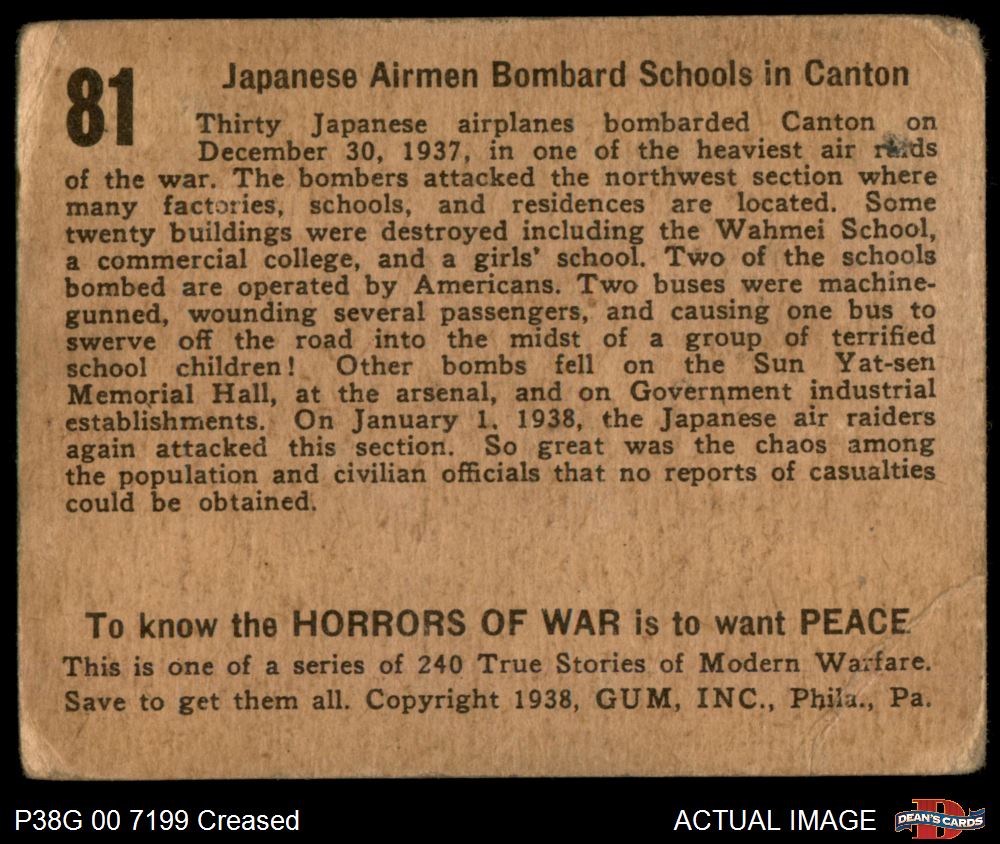 81
Japanese Airmen Bombard Schools in Canton
Thirty Japanese airplanes bombarded Canton on
December 30, 1937, in one of the heaviest air raids
of the war. The bombers attacked the northwest section where
many factories, schools, and residences are located. Some
twenty buildings were destroyed including the Wahmei School,
a commercial college, and a girls' school. Two of the schools
bombed are operated by Americans. Two buses were machine-
gunned, wounding several passengers, and causing one bus to
swerve off the road into the midst of a group of terrified
school children! Other bombs fell on the Sun Yat-sen
Memorial Hall, at the arsenal, and on Government industrial
establishments. On January 1, 1938, the Japanese air raiders
again attacked this section. So great was the chaos among
the population and civilian officials that no reports of casualties
could be obtained.
To know the HORRORS OF WAR is to want PEACE
This is one of a series of 240 True Stories of Modern Warfare.
Save to get them all. Copyright 1938, GUM, INC., Phila., Pa.
P38G 00 7199 Creased
ACTUAL IMAGE
D
DEAN'S CARDS